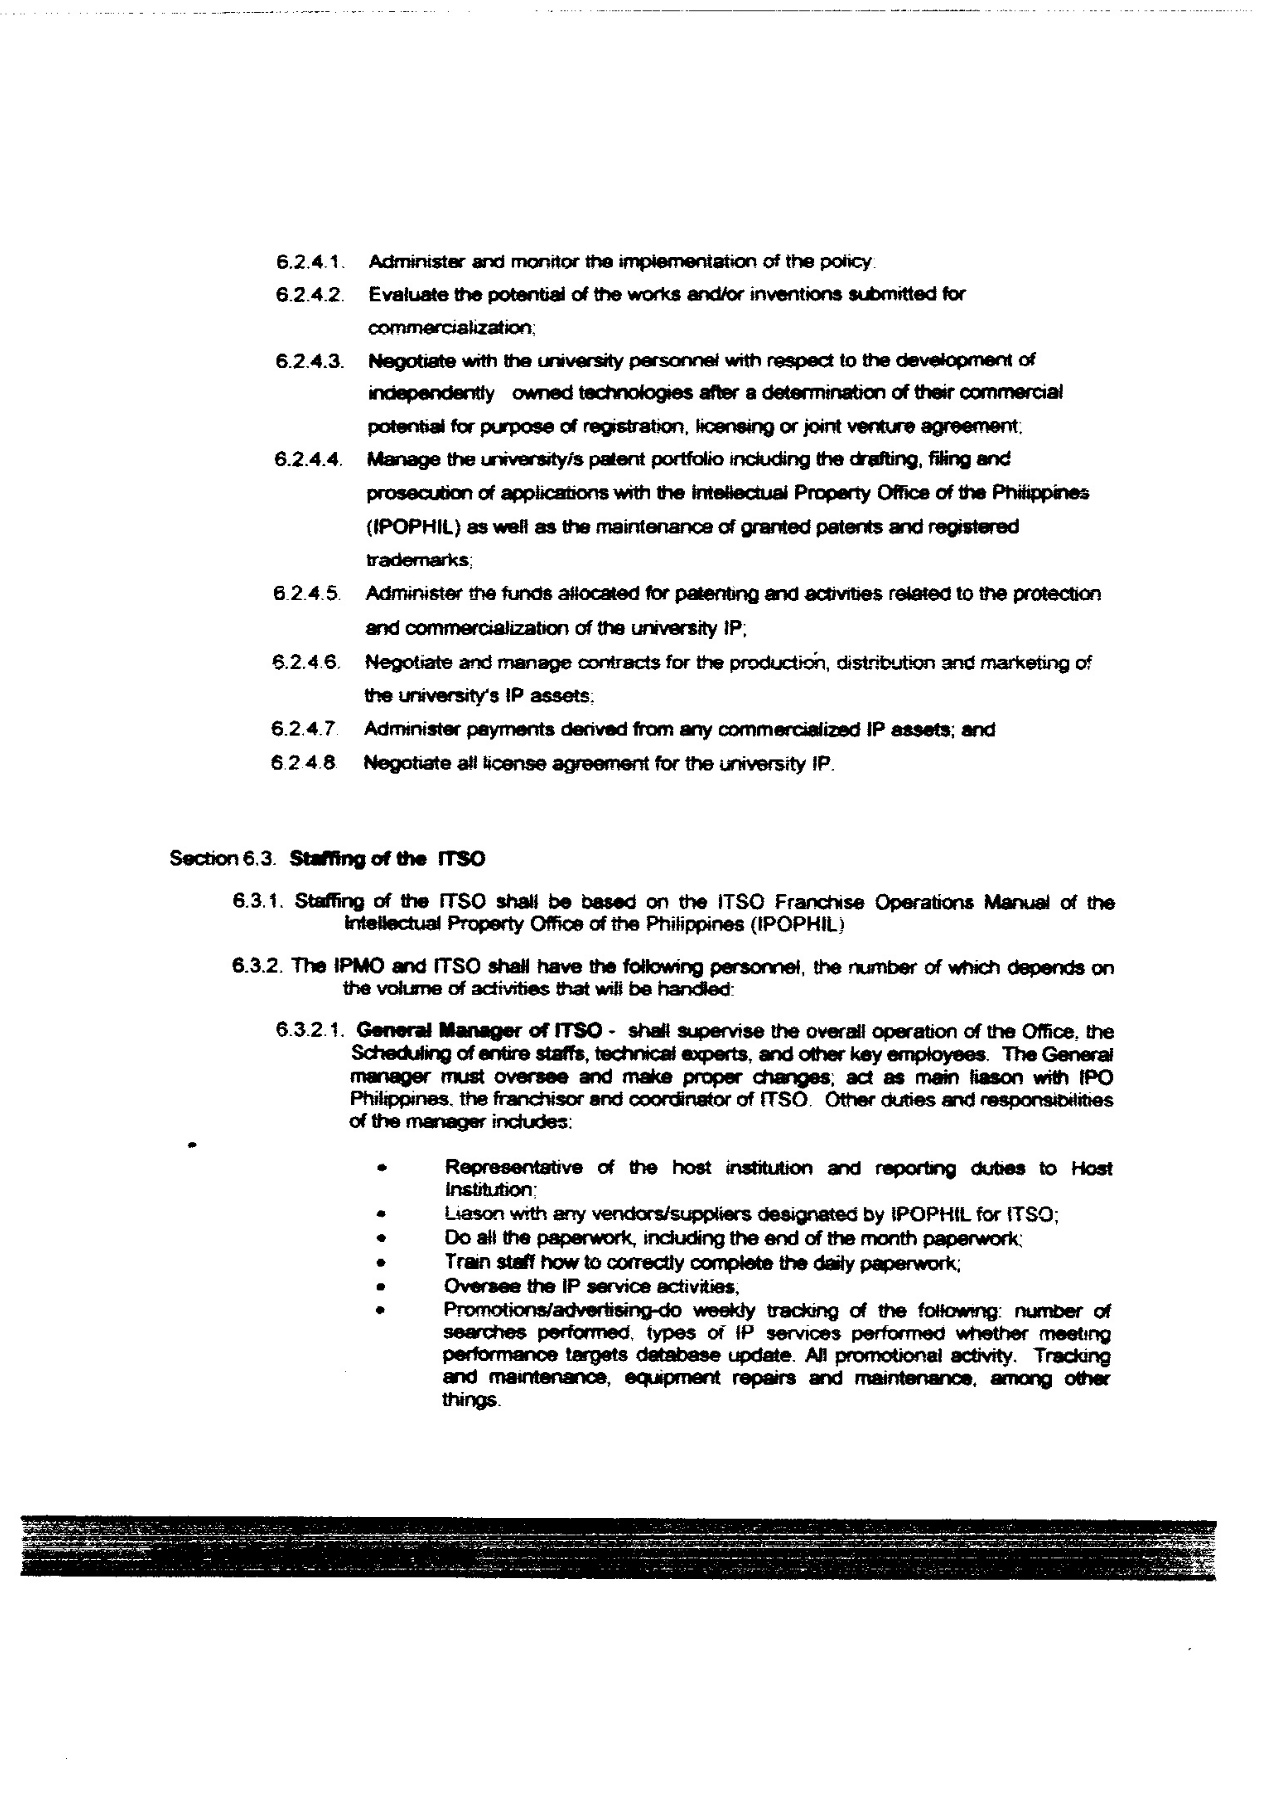 6.2.4.1. Administer and monitor the implementation of the policy.
6.2.4.2. Evaluate the potential of the works and/or inventions submitted for
commercialization;
6.2.4.3. Negotiate with the university personnel with respect to the development of
independently owned technologies after a determination of their commercial
potential for purpose of registration, licensing or joint venture agreement;
6.2.4.4. Manage the university/s patent portfolio including the drafting, filing and
prosecution of applications with the Intellectual Property Office of the Philippines
(IPOPHIL) as well as the maintenance of granted patents and registered
trademarks;
6.2.4.5. Administer the funds allocated for patenting and activities related to the protection
and commercialization of the university IP;
6.2.4.6. Negotiate and manage contracts for the production, distribution and marketing of
the university's IP assets;
6.2.4.7. Administer payments derived from any commercialized IP assets; and
6.2.4.8. Negotiate all license agreement for the university IP.
Section 6.3. Staffing of the ITSO
6.3.1. Staffing of the ITSO shall be based on the ITSO Franchise Operations Manual of the
Intellectual Property Office of the Philippines (IPOPHIL)
6.3.2. The IPMO and ITSO shall have the following personnel, the number of which depends on
the volume of activities that will be handled:
6.3.2.1. General Manager of ITSO - shall supervise the overall operation of the Office, the
Scheduling of entire staffs, technical experts, and other key employees. The General
manager must oversee and make proper changes; act as main liason with IPO
Philippines, the franchisor and coordinator of ITSO. Other duties and responsibilities
of the manager includes:
• Representative of the host institution and reporting duties to Host
Institution;
• Liason with any vendors/suppliers designated by IPOPHIL for ITSO;
• Do all the paperwork, including the end of the month paperwork;
• Train staff how to correctly complete the daily paperwork;
• Oversee the IP service activities;
• Promotions/advertising-do weekly tracking of the following: number of
searches performed, types of IP services performed whether meeting
performance targets database update. All promotional activity. Tracking
and maintenance, equipment repairs and maintenance, among other
things.